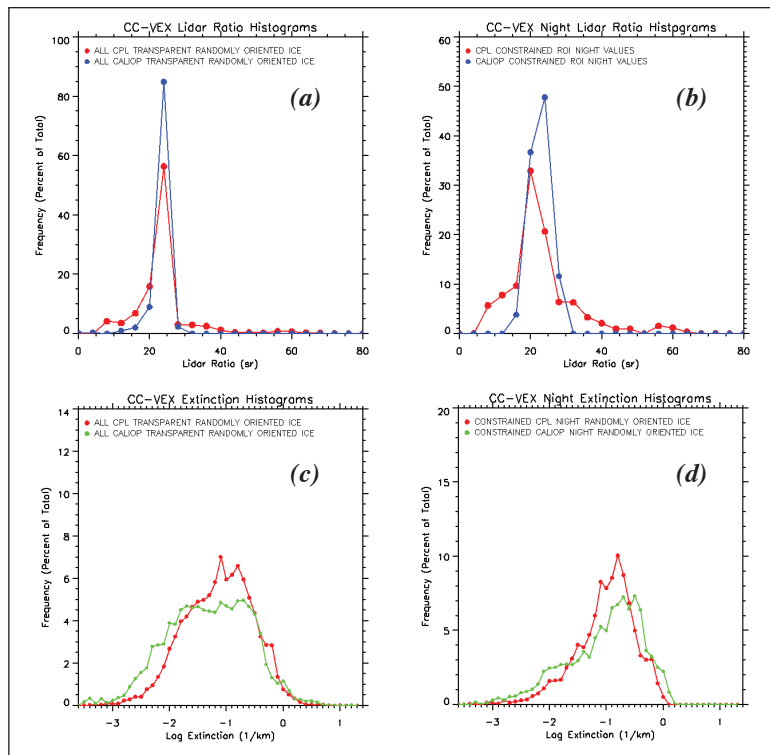 CC-VEX Lidar Ratio Histograms
ALL CPL TRANSPARENT RANDOMLY ORIENTED ICE
ALL CALIOP TRANSPARENT RANDOMLY ORIENTED ICE
(a)
Frequency (Percent of Total)
100
80
60
40
20
0
0 20 40 60 80
Lidar Ratio (sr)
CC-VEX Night Lidar Ratio Histograms
CPL CONSTRAINED ROI NIGHT VALUES
CALIOP CONSTRAINED ROI NIGHT VALUES
(b)
Frequency (Percent of Total)
60
50
40
30
20
10
0
0 20 40 60 80
Lidar Ratio (sr)
CC-VEX Extinction Histograms
ALL CPL TRANSPARENT RANDOMLY ORIENTED ICE
ALL CALIOP TRANSPARENT RANDOMLY ORIENTED ICE
(c)
Frequency (Percent of Total)
14
12
10
8
6
4
2
0
-3 -2 -1 0 1
Log Extinction (1/km)
CC-VEX Night Extinction Histograms
CONSTRAINED CPL NIGHT RANDOMLY ORIENTED ICE
CONSTRAINED CALIOP NIGHT RANDOMLY ORIENTED ICE
(d)
Frequency (Percent of Total)
20
15
10
5
0
-3 -2 -1 0 1
Log Extinction (1/km)